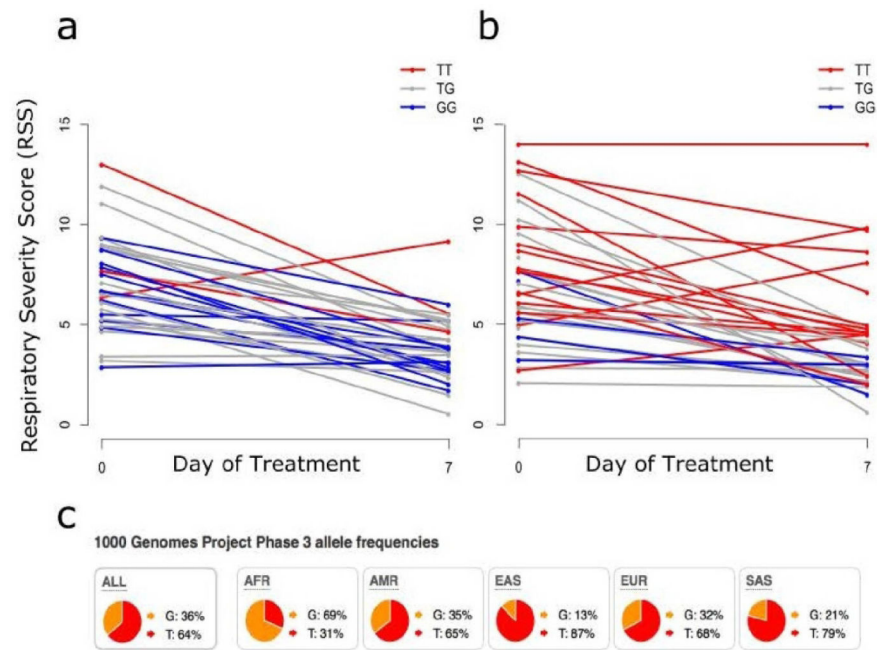 a
b
TT
TG
GG
TT
TG
GG
Respiratory Severity Score (RSS)
15
10
5
0
15
10
5
0
0
Day of Treatment
7
0
Day of Treatment
7
c
1000 Genomes Project Phase 3 allele frequencies
ALL
G: 36%
T: 64%
AFR
G: 69%
T: 31%
AMR
G: 35%
T: 65%
EAS
G: 13%
T: 87%
EUR
G: 32%
T: 68%
SAS
G: 21%
T: 79%